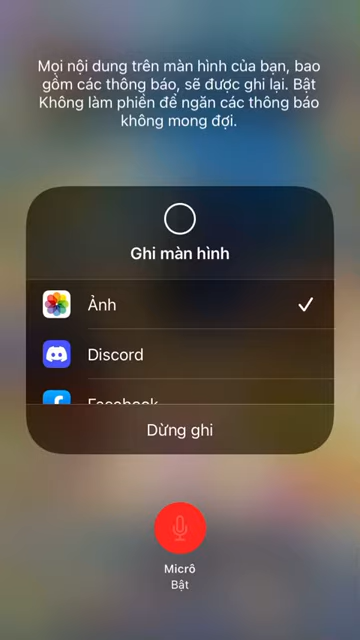 Mọi nội dung trên màn hình của bạn, bao
gồm các thông báo, sẽ được ghi lại. Bật
Không làm phiền để ngăn các thông báo
không mong đợi.
Ghi màn hình
Ảnh
Discord
Facebook
Dừng ghi
Micrô
Bật